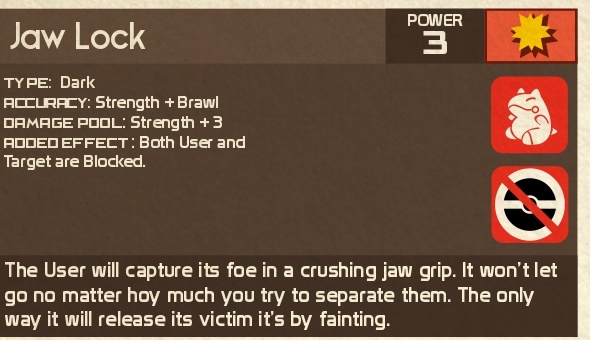 Jaw Lock
POWER
3
TYPE: Dark
ACCURACY: Strength + Brawl
DAMAGE POOL: Strength + 3
ADDED EFFECT: Both User and
Target are Blocked.
The User will capture its foe in a crushing jaw grip. It won't let
go no matter hoy much you try to separate them. The only
way it will release its victim it's by fainting.